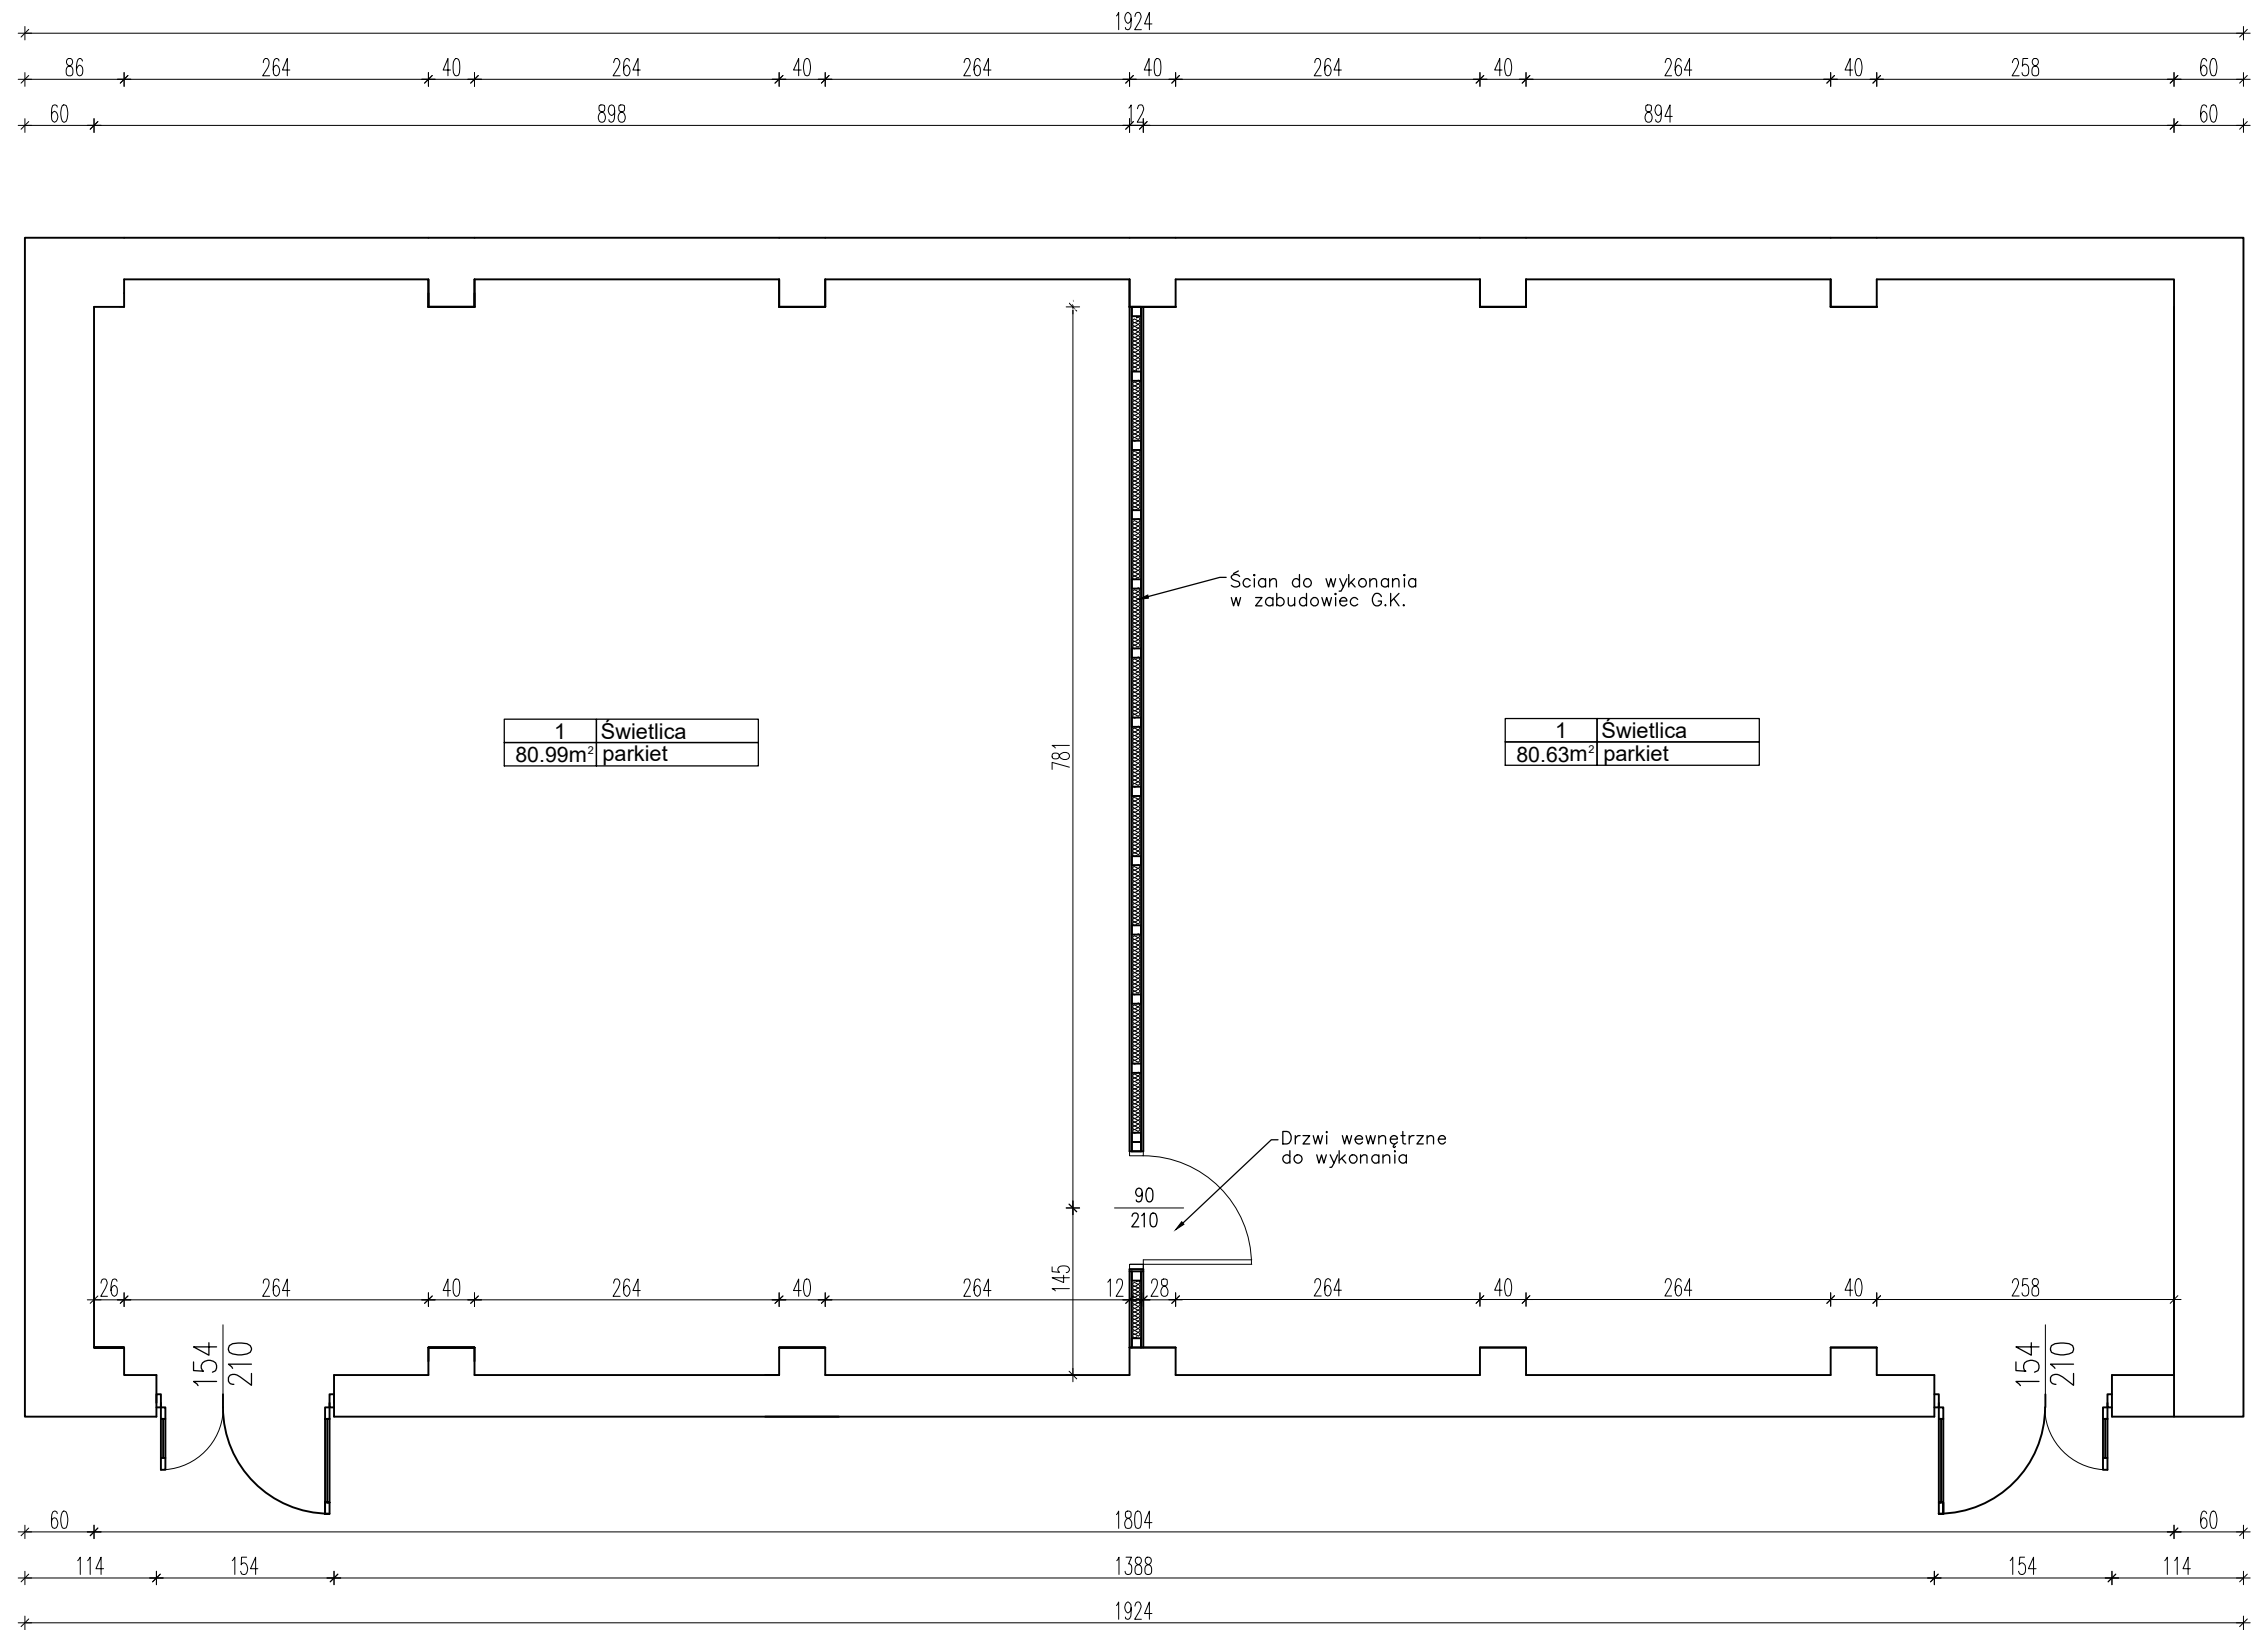 1924
86 264 40 264 40 264 40 264 40 264 40 258 60
60 898 12 894 60
Ścian do wykonania
w zabudowiec G.K.
1 Świetlica
80.99m² parkiet
781
1 Świetlica
80.63m² parkiet
Drzwi wewnętrzne
do wykonania
90
210
145
26 264 40 264 40 264 12 28 264 40 264 40 258
154
210
154
210
60 1804 60
114 154 1388 154 114
1924